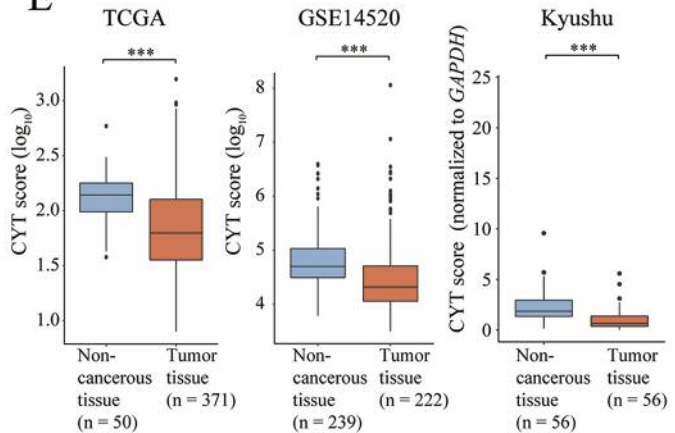 E
TCGA
GSE14520
Kyushu
***
***
***
CYT score (log10)
3.0
2.5
2.0
1.5
1.0
Non-
cancerous
tissue
(n = 50)
Tumor
tissue
(n = 371)
CYT score (log10)
8
7
6
5
4
Non-
cancerous
tissue
(n = 239)
Tumor
tissue
(n = 222)
CYT score (normalized to GAPDH)
25
20
15
10
5
0
Non-
cancerous
tissue
(n = 56)
Tumor
tissue
(n = 56)